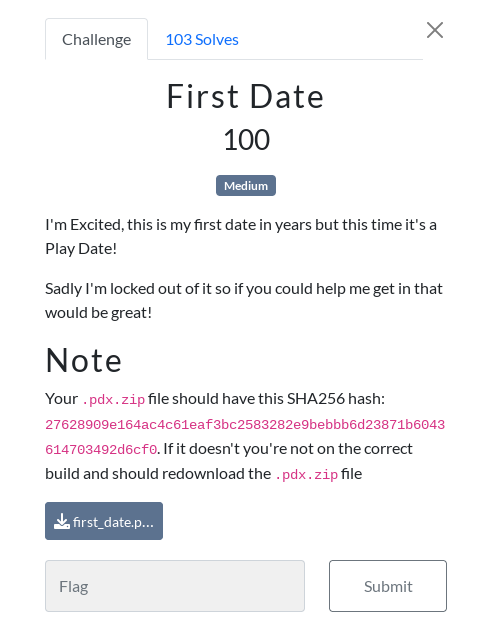 Challenge
103 Solves
First Date
100
Medium
I'm Excited, this is my first date in years but this time it's a
Play Date!
Sadly I'm locked out of it so if you could help me get in that
would be great!
Note
Your .pdx.zip file should have this SHA256 hash:
27628909e164ac4c61eaf3bc2583282e9bebbb6d23871b6043
614703492d6cf0. If it doesn't you're not on the correct
build and should redownload the .pdx.zip file
first_date.p...
Flag
Submit